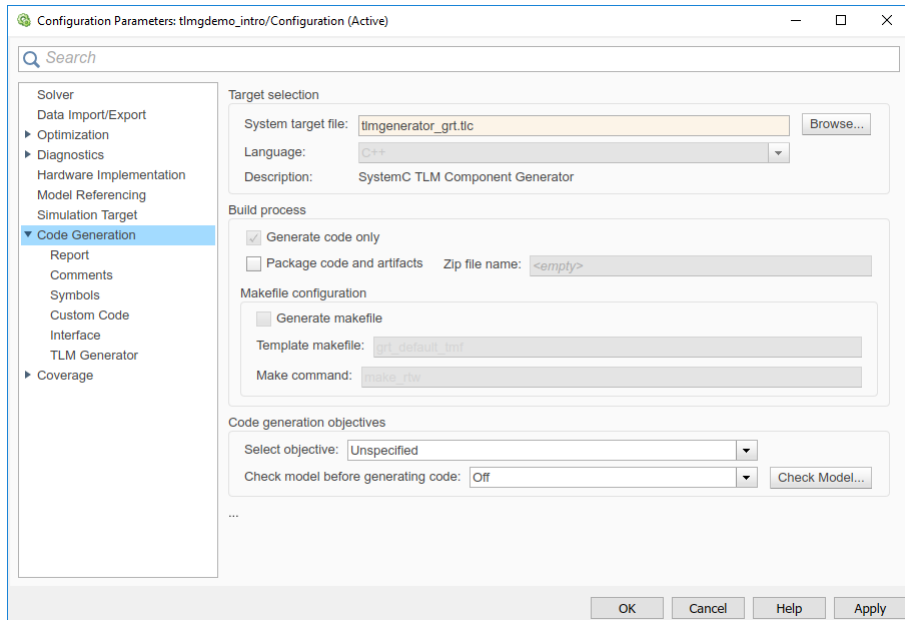 Configuration Parameters: tlmgdemo_intro/Configuration (Active)
Search
Solver
Data Import/Export
Optimization
Diagnostics
Hardware Implementation
Model Referencing
Simulation Target
Code Generation
Report
Comments
Symbols
Custom Code
Interface
TLM Generator
Coverage
Target selection
System target file: tlmgenerator_grt.tlc Browse...
Language: C++
Description: SystemC TLM Component Generator
Build process
Generate code only
Package code and artifacts Zip file name: <empty>
Makefile configuration
Generate makefile
Template makefile: grt_default_tmf
Make command: make_rtw
Code generation objectives
Select objective: Unspecified
Check model before generating code: Off Check Model...
...
OK Cancel Help Apply